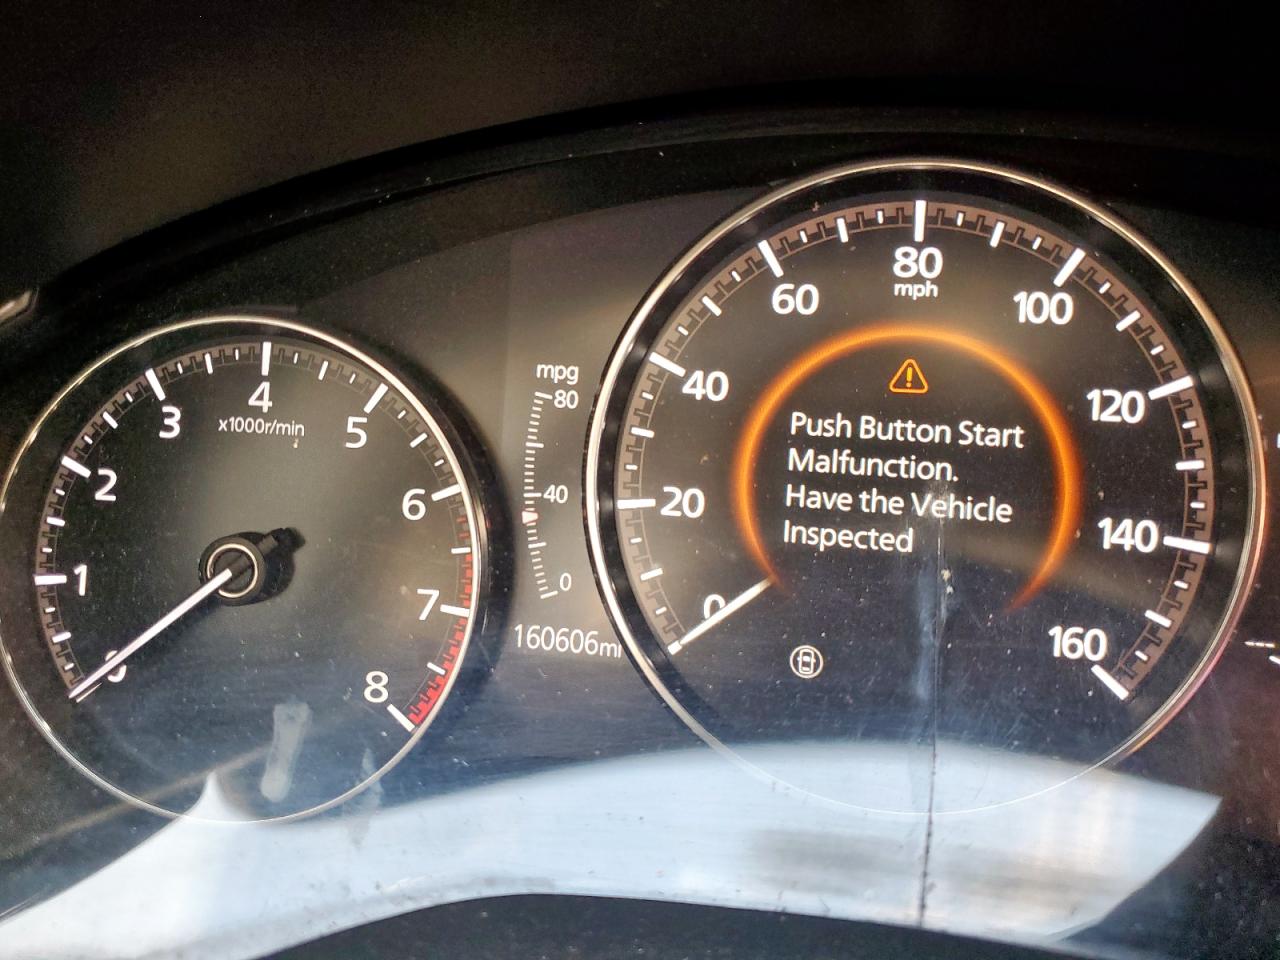 0
1
2
3
4
5
6
7
8
x1000r/min
mpg
80
40
0
160606mi
0
20
40
60
80
mph
100
120
140
160
Push Button Start
Malfunction.
Have the Vehicle
Inspected